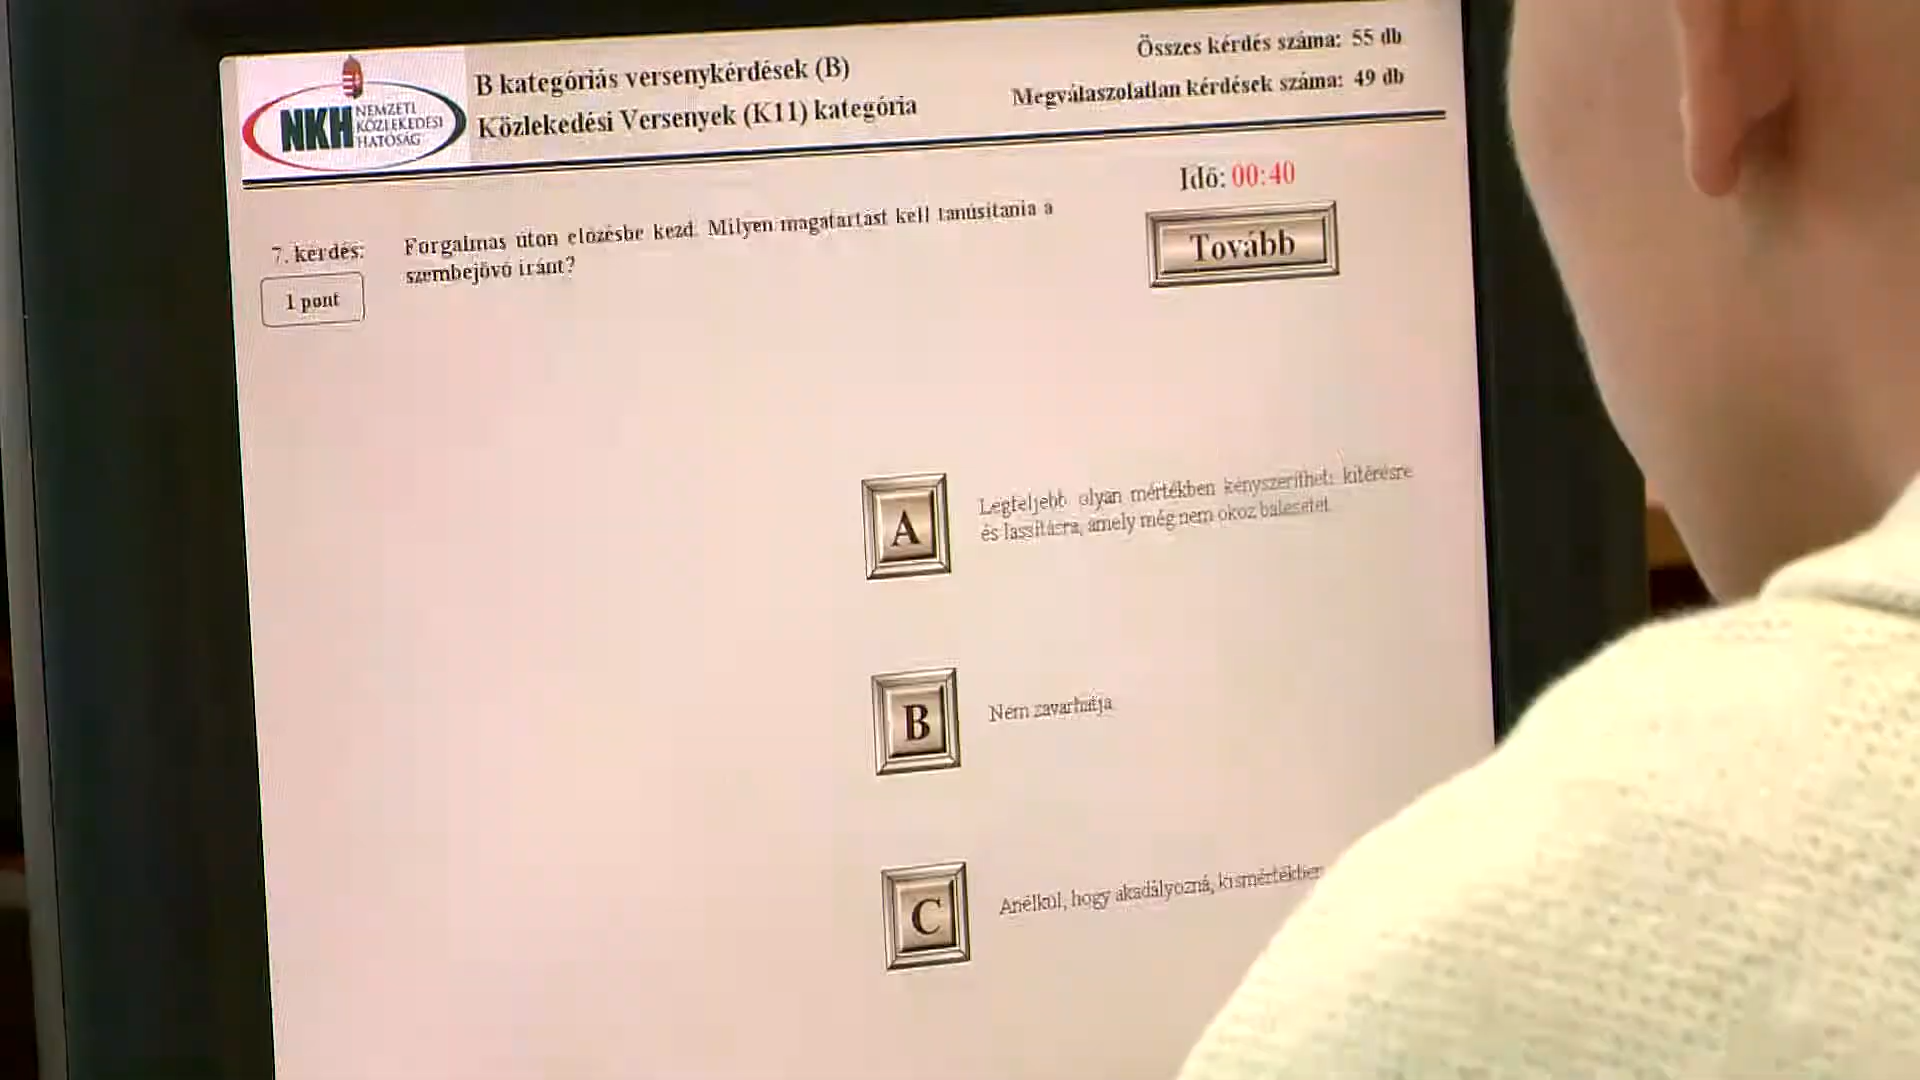 NKH NEMZETI
KÖZLEKEDÉSI
HATÓSÁG
B kategóriás versenykérdések (B)
Közlekedési Versenyek (K11) kategória
Összes kérdés száma: 55 db
Megválaszolatlan kérdések száma: 49 db
Idő: 00:40
Tovább
7. kérdés:
1 pont
Forgalmas úton előzésbe kezd. Milyen magatartást kell tanúsítania a
szembejövő iránt?
A
Legfeljebb olyan mértékben kényszerítheti kitérésre
és lassításra, amely még nem okoz balesetet.
B
Nem zavarhatja.
C
Anélkül, hogy akadályozná, kismértékben